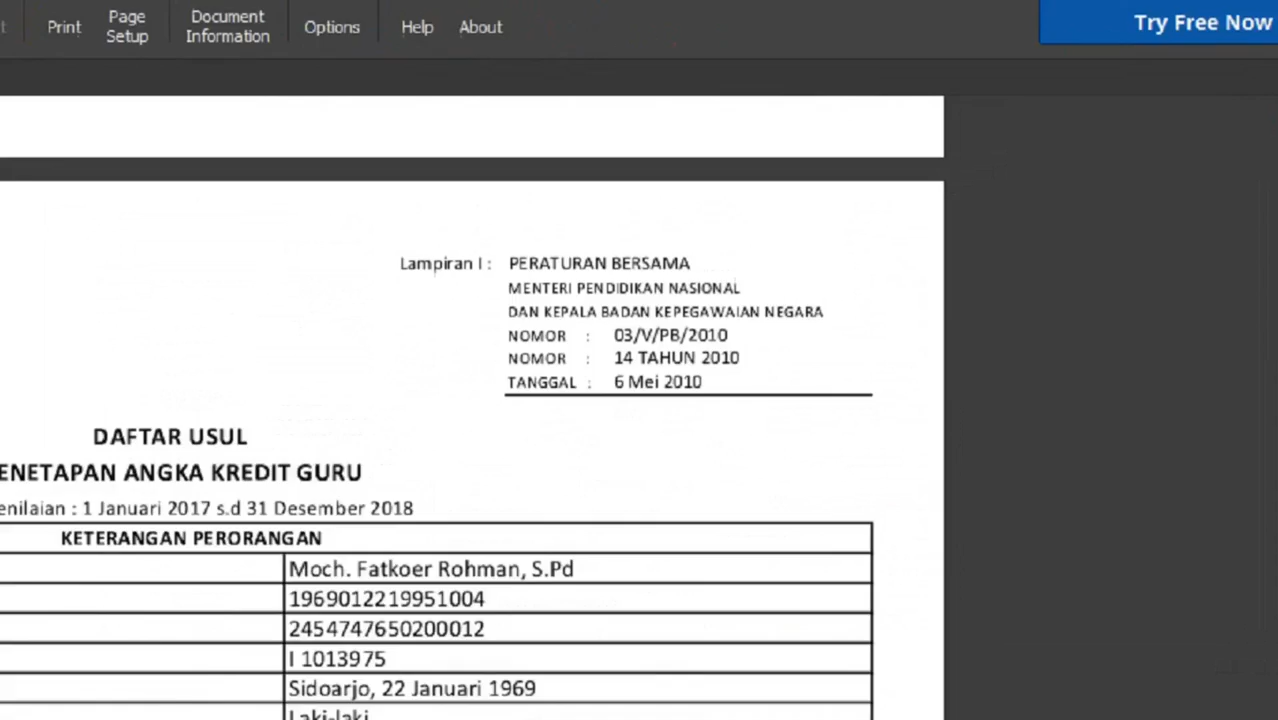 Print
Page
Setup
Document
Information
Options
Help
About
Try Free Now
Lampiran I : PERATURAN BERSAMA
MENTERI PENDIDIKAN NASIONAL
DAN KEPALA BADAN KEPEGAWAIAN NEGARA
NOMOR : 03/V/PB/2010
NOMOR : 14 TAHUN 2010
TANGGAL : 6 Mei 2010
DAFTAR USUL
ENETAPAN ANGKA KREDIT GURU
enilaian : 1 Januari 2017 s.d 31 Desember 2018
KETERANGAN PERORANGAN
Moch. Fatkoer Rohman, S.Pd
1969012219951004
2454747650200012
I 1013975
Sidoarjo, 22 Januari 1969
Laki-laki